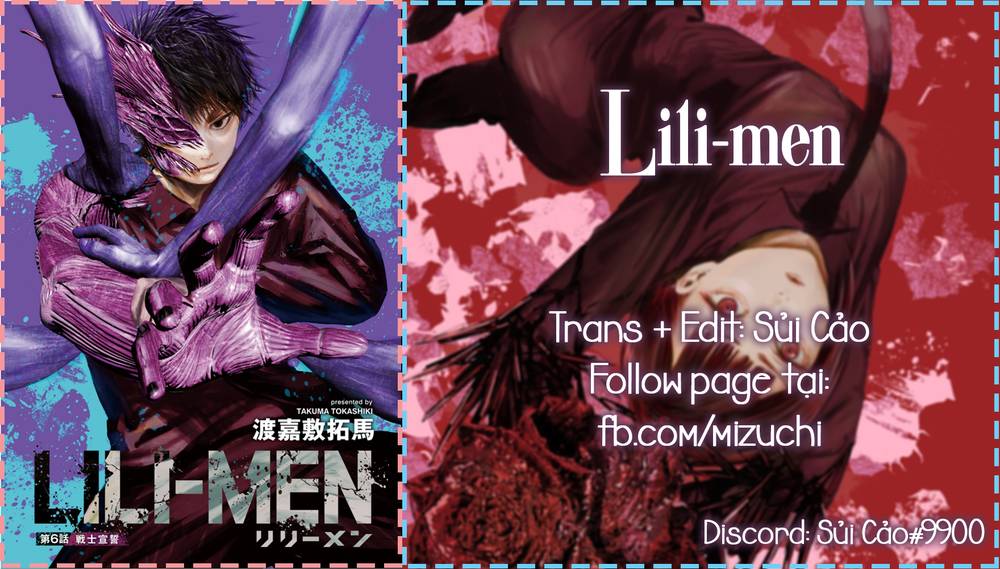 presented by
TAKUMA TOKASHIKI
渡嘉敷拓馬
LILI-MEN
第6話 戦士宣誓
リリーメン
Lili-men
Trans + Edit: Sủi Cảo
Follow page tại:
fb.com/mizuchi
Discord: Sủi Cảo#9900